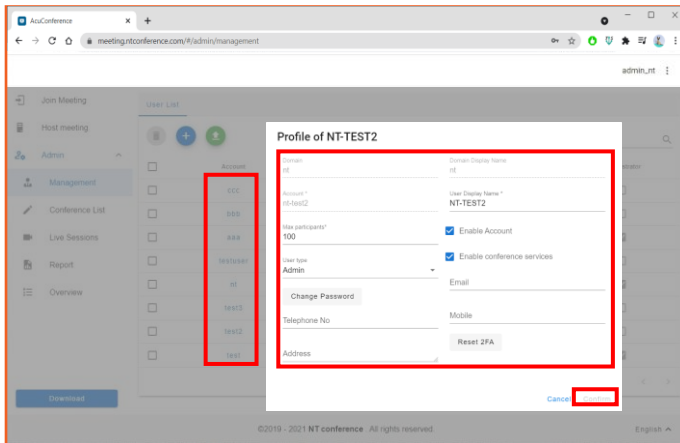 AcuConference
meeting.ntconference.com/#/admin/management
admin_nt
Join Meeting
Host meeting
Admin
Management
Conference List
Live Sessions
Report
Overview
Download
User List
Account
ccc
bbb
aaa
testuser
nt
test3
test2
test
Profile of NT-TEST2
Domain
nt
Domain Display Name
nt
Account *
nt-test2
User Display Name *
NT-TEST2
Max participants*
100
Enable Account
User type
Admin
Enable conference services
Email
Change Password
Telephone No
Mobile
Reset 2FA
Address
Cancel
Confirm
©2019 - 2021 NT conference . All rights reserved.
English